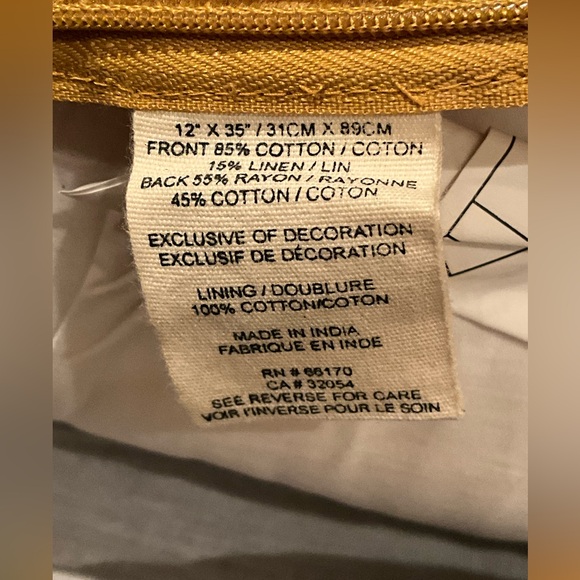 12" X 35" / 31CM X 89CM
FRONT 85% COTTON / COTON
15% LINEN / LIN
BACK 55% RAYON / RAYONNE
45% COTTON / COTON
EXCLUSIVE OF DECORATION
EXCLUSIF DE DÉCORATION
LINING / DOUBLURE
100% COTTON/COTON
MADE IN INDIA
FABRIQUE EN INDE
RN # 66170
CA # 32054
SEE REVERSE FOR CARE
VOIR l'INVERSE POUR LE SOIN